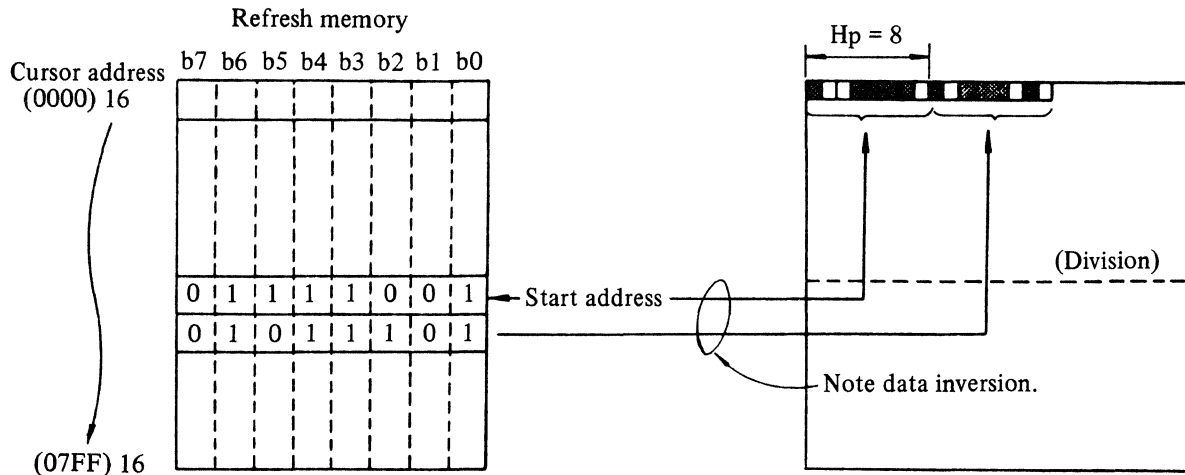 Refresh memory
b7 b6 b5 b4 b3 b2 b1 b0
Cursor address
(0000) 16
Hp = 8
(Division)
0 1 1 1 1 0 0 1
Start address
0 1 0 1 1 1 0 1
Note data inversion.
(07FF) 16